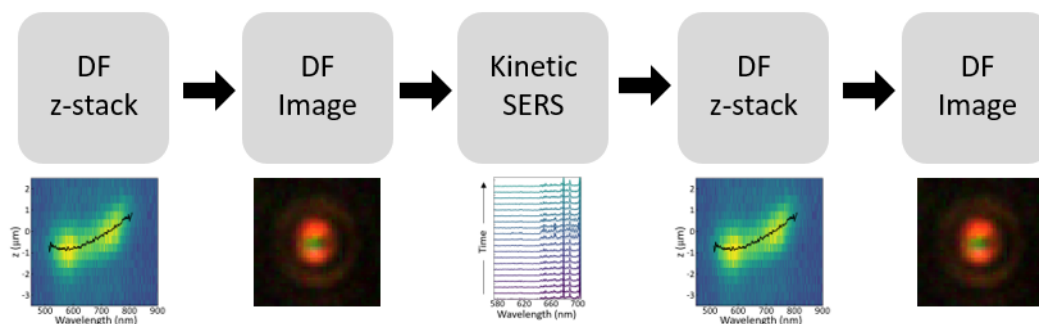 DF
z-stack
DF
Image
Kinetic
SERS
DF
z-stack
DF
Image
z (μm)
2
1
0
-1
-2
-3
500 600 700 800 900
Wavelength (nm)
Time
580 620 660 700
Wavelength (nm)
z (μm)
2
1
0
-1
-2
-3
500 600 700 800 900
Wavelength (nm)